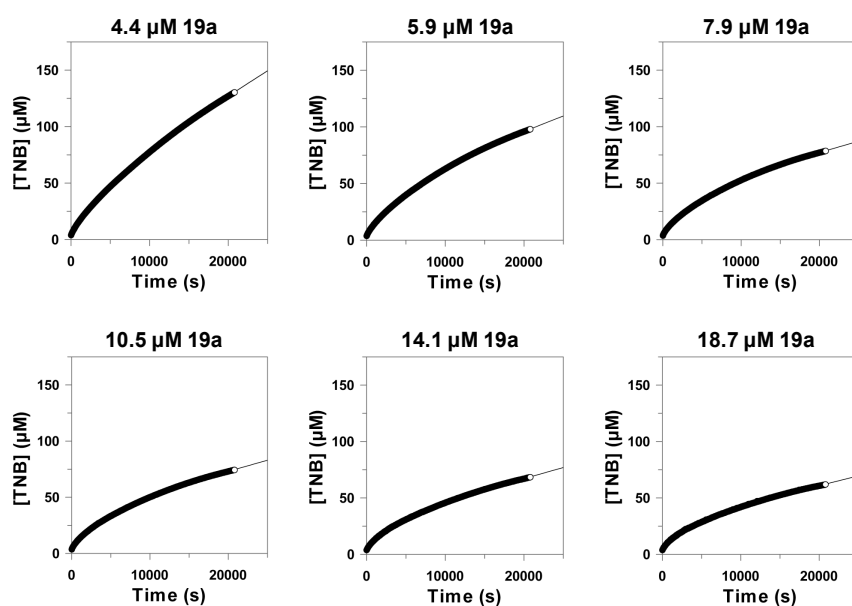 4.4 µM 19a
150
100
50
0
[TNB] (µM)
0 10000 20000
Time (s)
5.9 µM 19a
150
100
50
0
[TNB] (µM)
0 10000 20000
Time (s)
7.9 µM 19a
150
100
50
0
[TNB] (µM)
0 10000 20000
Time (s)
10.5 µM 19a
150
100
50
0
[TNB] (µM)
0 10000 20000
Time (s)
14.1 µM 19a
150
100
50
0
[TNB] (µM)
0 10000 20000
Time (s)
18.7 µM 19a
150
100
50
0
[TNB] (µM)
0 10000 20000
Time (s)